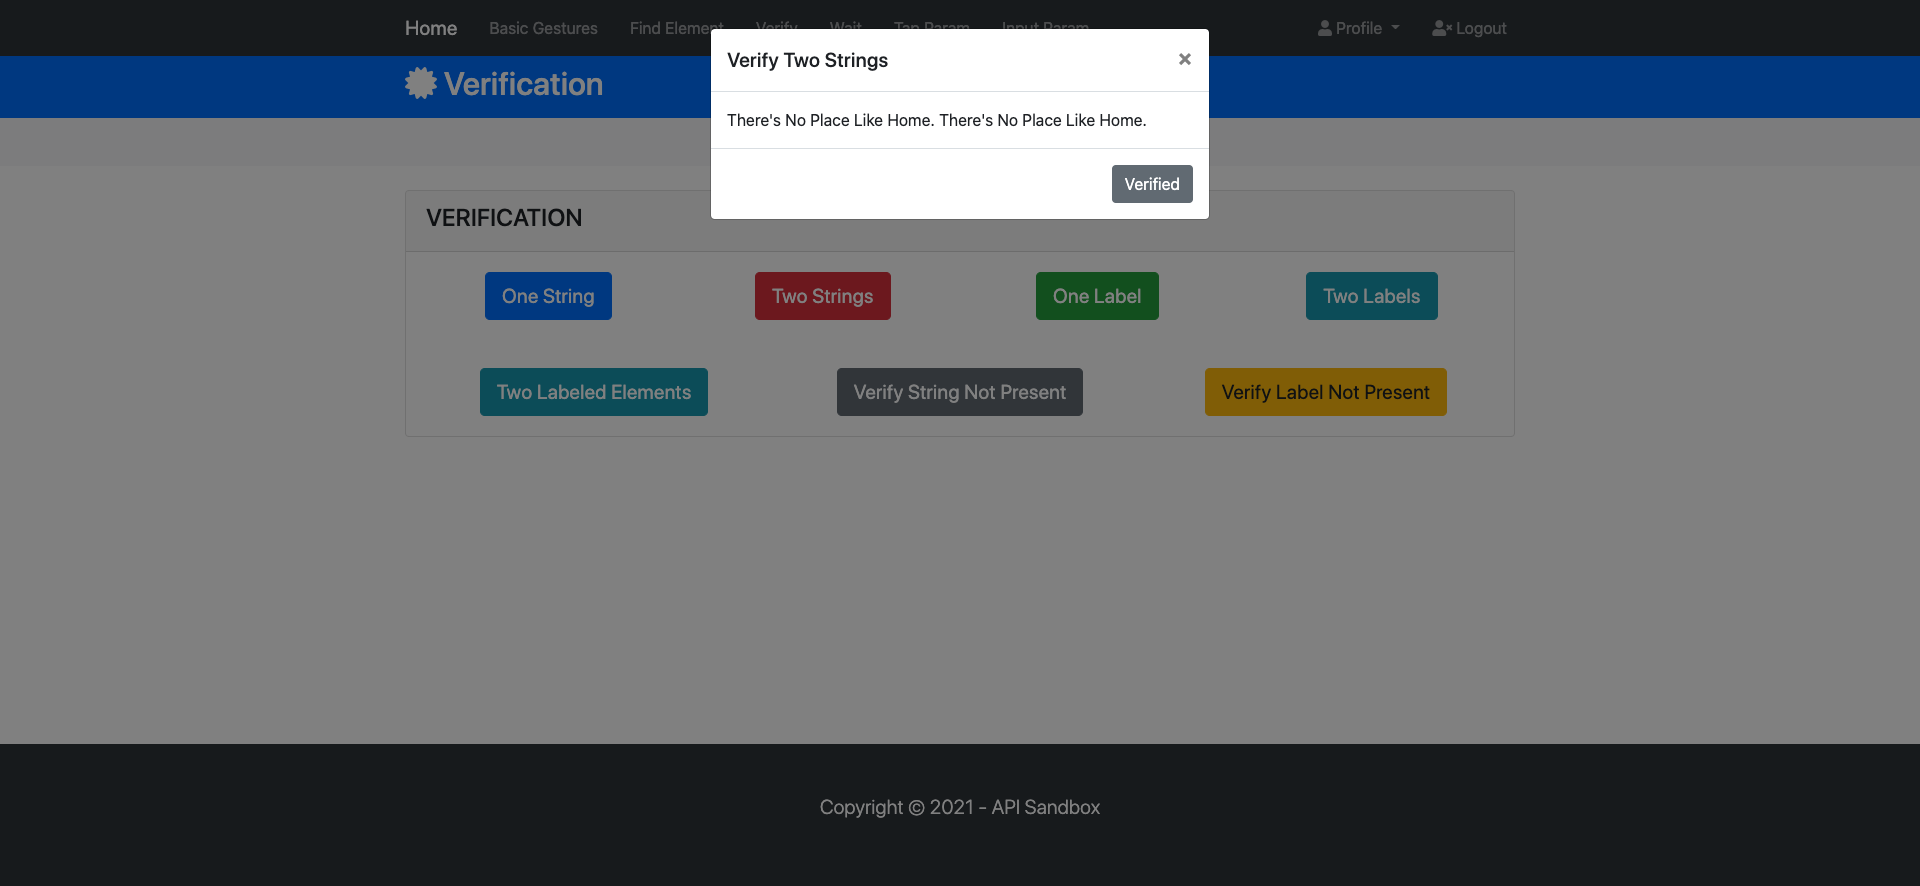 Home Basic Gestures Find Element Verify Wait Tap Param Input Param Profile Logout
Verification
Verify Two Strings ×
There's No Place Like Home. There's No Place Like Home.
Verified
VERIFICATION
One String Two Strings One Label Two Labels
Two Labeled Elements Verify String Not Present Verify Label Not Present
Copyright © 2021 - API Sandbox